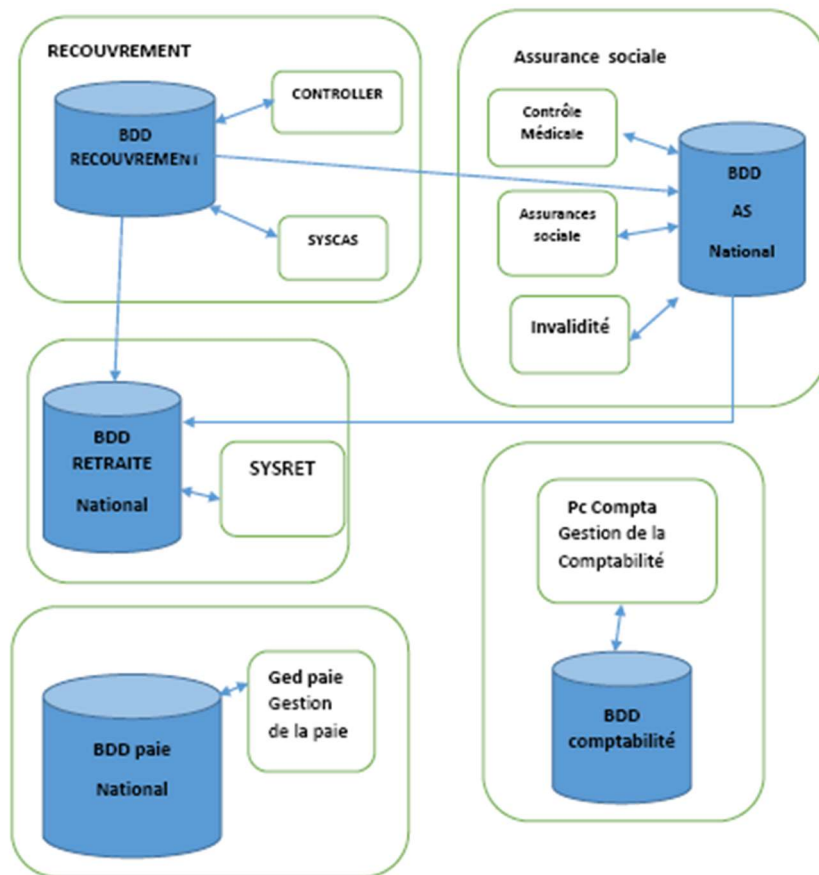 RECOUVREMENT
BDD
RECOUVREMENT
CONTROLLER
SYSCAS
Assurance sociale
Contrôle
Médicale
Assurances
sociale
Invalidité
BDD
AS
National
BDD
RETRAITE
National
SYSRET
Pc Compta
Gestion de la
Comptabilité
BDD
comptabilité
BDD paie
National
Ged paie
Gestion
de la paie